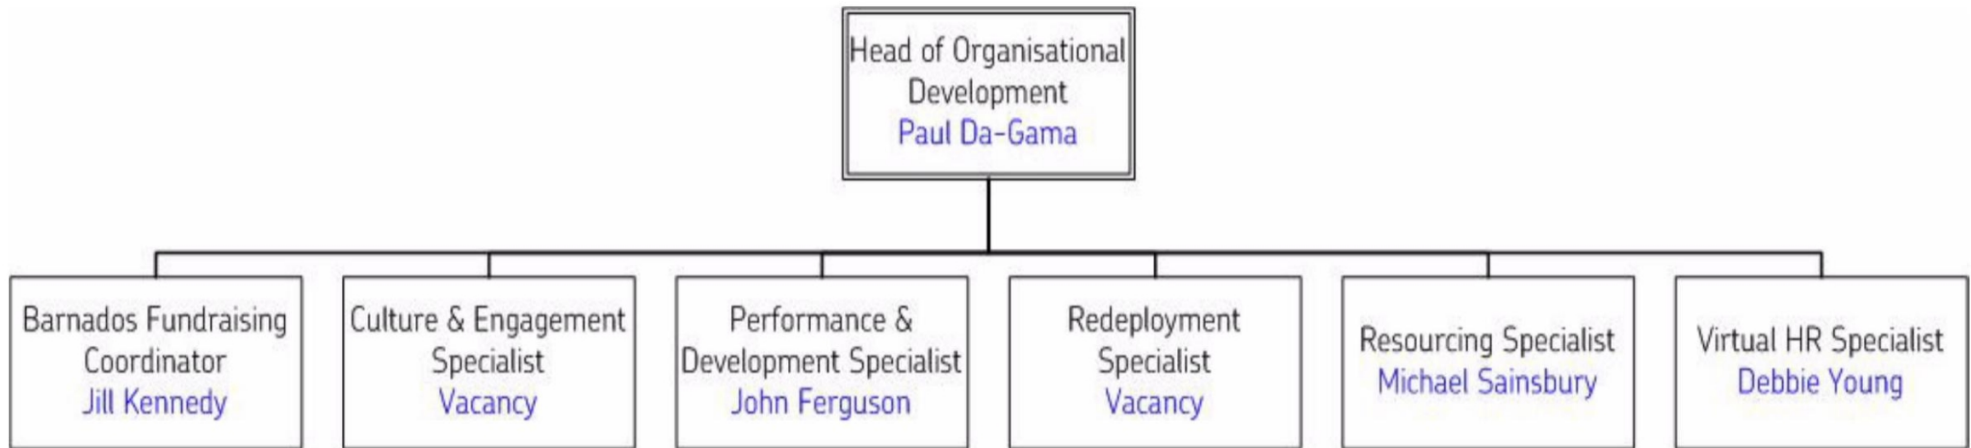 Head of Organisational
Development
Paul Da-Gama
Barnados Fundraising
Coordinator
Jill Kennedy
Culture & Engagement
Specialist
Vacancy
Performance &
Development Specialist
John Ferguson
Redeployment
Specialist
Vacancy
Resourcing Specialist
Michael Sainsbury
Virtual HR Specialist
Debbie Young